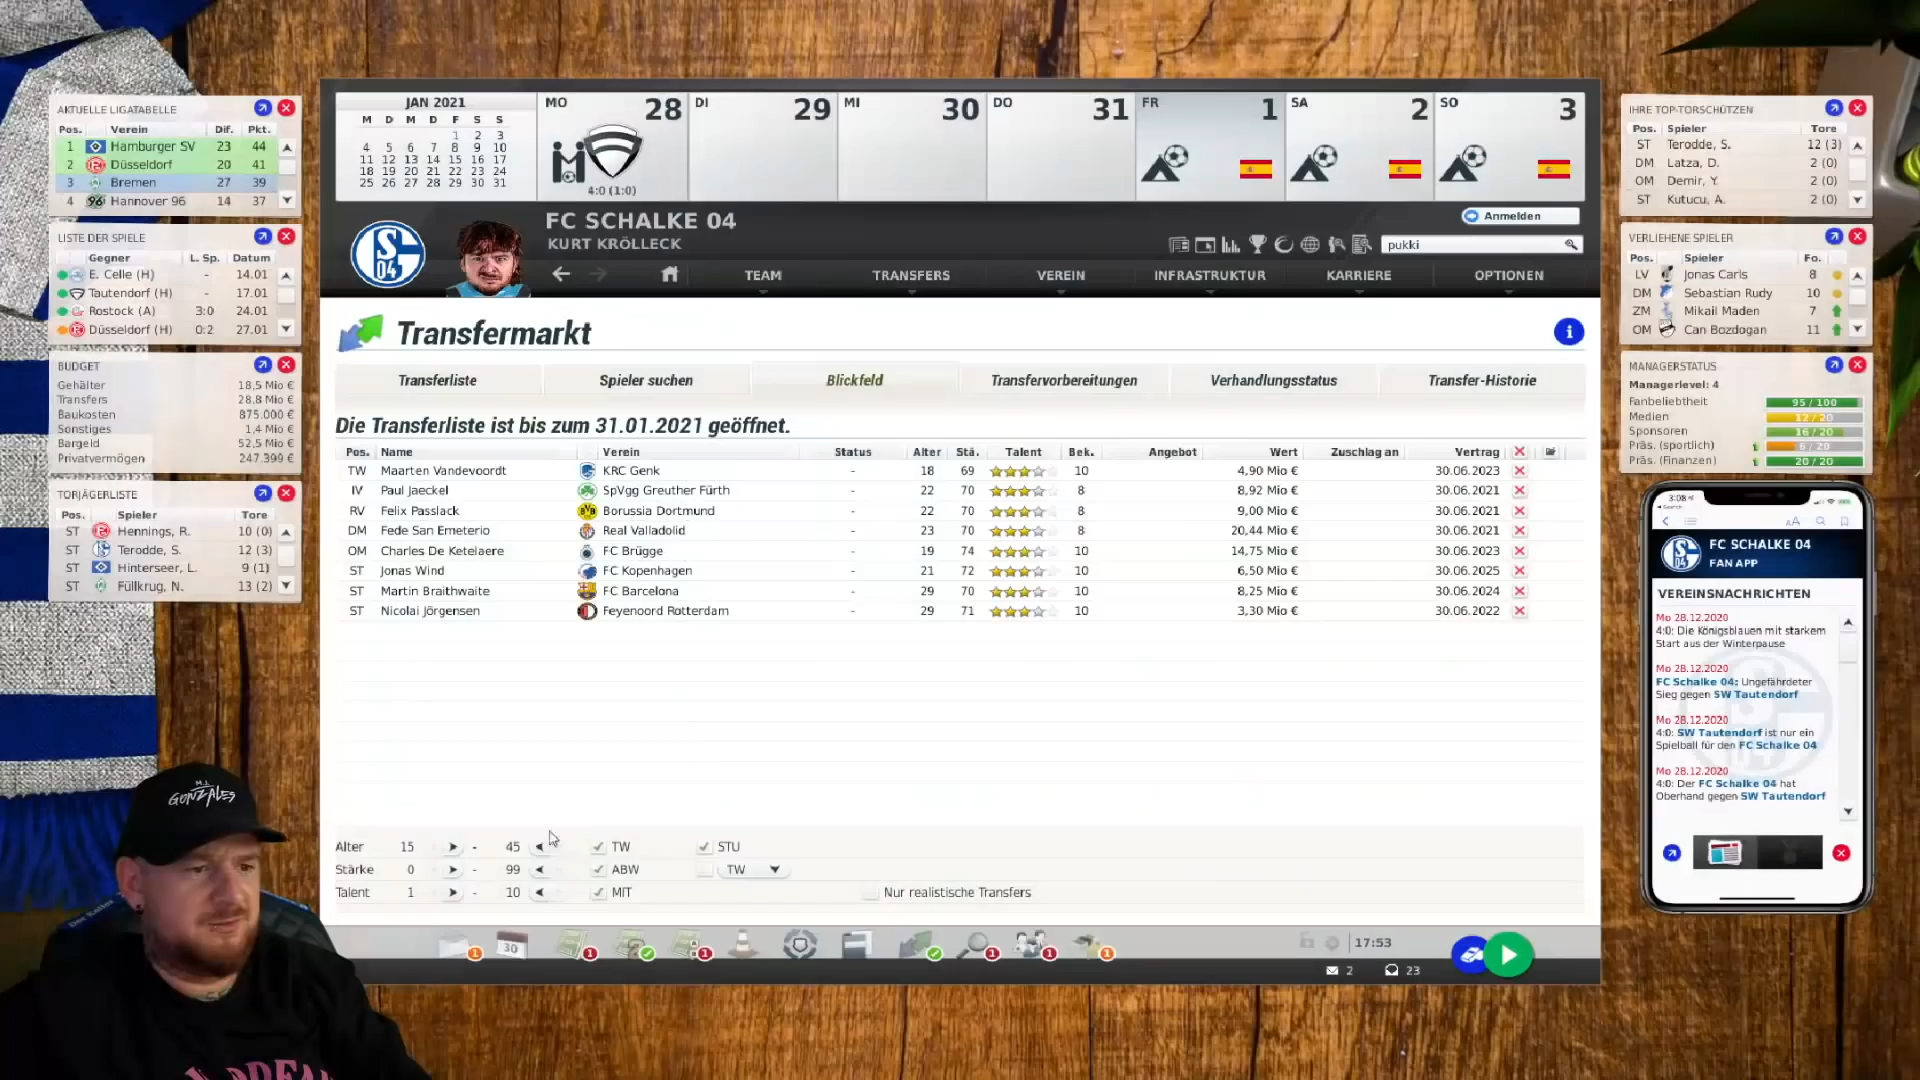 AKTUELLE LIGATABELLE
Pos. Verein Dif. Pkt.
1 Hamburger SV 23 44
2 Düsseldorf 20 41
3 Bremen 27 39
4 Hannover 96 14 37
LISTE DER SPIELE
Gegner L. Sp. Datum
E. Celle (H) - 14.01
Tautendorf (H) - 17.01
Rostock (A) 3:0 24.01
Düsseldorf (H) 0:2 27.01
BUDGET
Gehälter 18,5 Mio €
Transfers 28,8 Mio €
Baukosten 875.000 €
Sonstiges 1,4 Mio €
Bargeld 52,5 Mio €
Privatvermögen 247.399 €
TORJÄGERLISTE
Pos. Spieler Tore
ST Hennings, R. 10 (0)
ST Terodde, S. 12 (3)
ST Hinterseer, L. 9 (1)
ST Füllkrug, N. 13 (2)
JAN 2021
M D M D F S S
1 2 3
4 5 6 7 8 9 10
11 12 13 14 15 16 17
18 19 20 21 22 23 24
25 26 27 28 29 30 31
MO 28 DI 29 MI 30 DO 31 FR 1 SA 2 SO 3
4:0 (1:0)
FC SCHALKE 04
KURT KRÖLLECK
Anmelden
pukki
TEAM TRANSFERS VEREIN INFRASTRUKTUR KARRIERE OPTIONEN
Transfermarkt
Transferliste Spieler suchen Blickfeld Transfervorbereitungen Verhandlungsstatus Transfer-Historie
Die Transferliste ist bis zum 31.01.2021 geöffnet.
Pos. Name Verein Status Alter Stä. Talent Bek. Angebot Wert Zuschlag an Vertrag
TW Maarten Vandevoordt KRC Genk - 18 69 10 4,90 Mio € 30.06.2023
IV Paul Jaeckel SpVgg Greuther Fürth - 22 70 8 8,92 Mio € 30.06.2021
RV Felix Passlack Borussia Dortmund - 22 70 8 9,00 Mio € 30.06.2021
DM Fede San Emeterio Real Valladolid - 23 70 8 20,44 Mio € 30.06.2021
OM Charles De Ketelaere FC Brügge - 19 74 10 14,75 Mio € 30.06.2023
ST Jonas Wind FC Kopenhagen - 21 72 10 6,50 Mio € 30.06.2025
ST Martin Braithwaite FC Barcelona - 29 70 10 8,25 Mio € 30.06.2024
ST Nicolai Jörgensen Feyenoord Rotterdam - 29 71 10 3,30 Mio € 30.06.2022
Alter 15 - 45 TW STU
Stärke 0 - 99 ABW TW
Talent 1 - 10 MIT Nur realistische Transfers
1 30 1 1 1 1 1
17:53
2 23
IHRE TOP-TORSCHÜTZEN
Pos. Spieler Tore
ST Terodde, S. 12 (3)
DM Latza, D. 2 (0)
OM Demir, Y. 2 (0)
ST Kutucu, A. 2 (0)
VERLIEHENE SPIELER
Pos. Spieler Fo.
LV Jonas Carls 8
DM Sebastian Rudy 10
ZM Mikail Maden 7
OM Can Bozdogan 11
MANAGERSTATUS
Managerlevel: 4
Fanbeliebtheit 95 / 100
Medien 12 / 20
Sponsoren 16 / 20
Präs. (sportlich) 6 / 20
Präs. (Finanzen) 20 / 20
3:08
Search
AA
FC SCHALKE 04
FAN APP
VEREINSNACHRICHTEN
Mo 28.12.2020
4:0: Die Königsblauen mit starkem
Start aus der Winterpause
Mo 28.12.2020
FC Schalke 04: Ungefährdeter
Sieg gegen SW Tautendorf
Mo 28.12.2020
4:0: SW Tautendorf ist nur ein
Spielball für den FC Schalke 04
Mo 28.12.2020
4:0: Der FC Schalke 04 hat
Oberhand gegen SW Tautendorf
M.J.
GONZALES
Der Keller